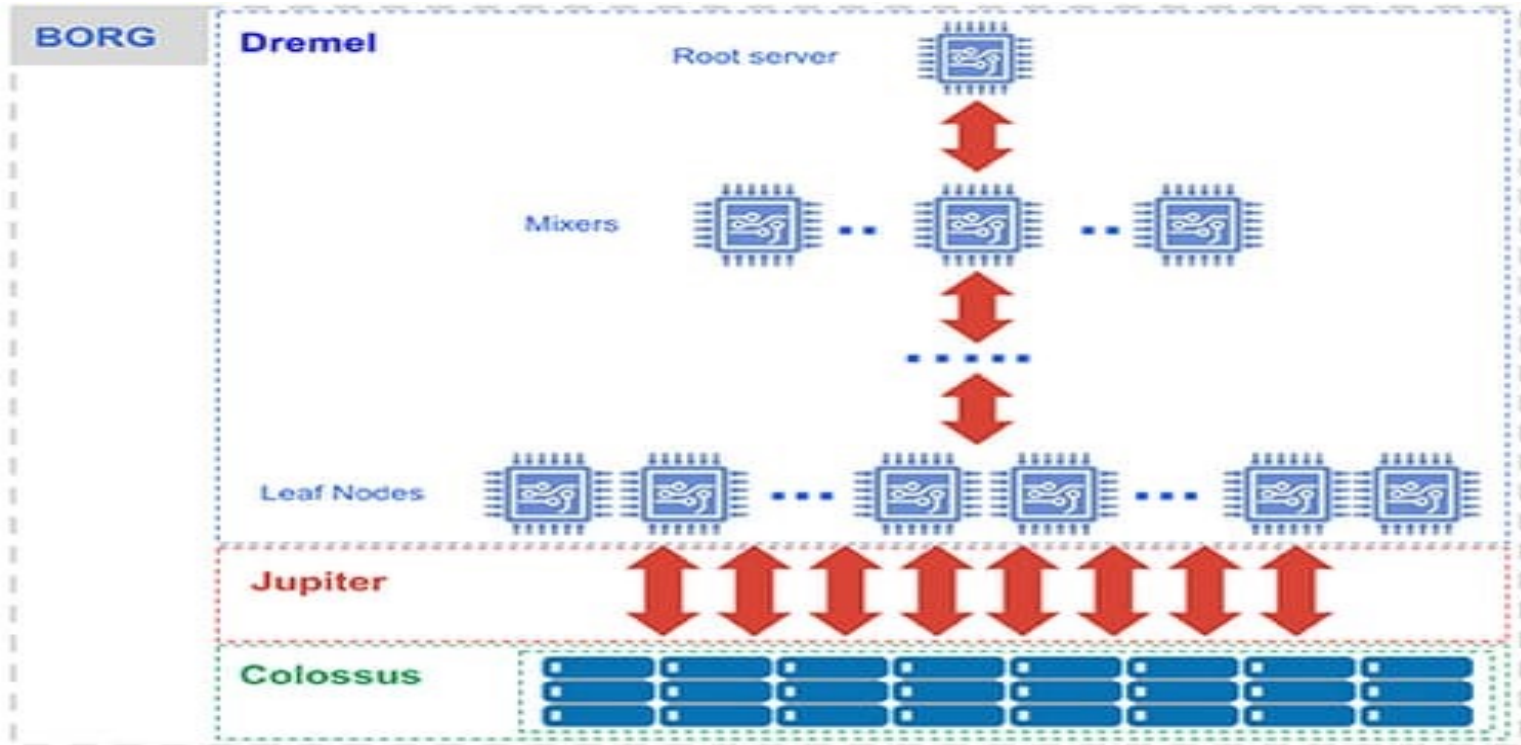 BORG
Dremel
Root server
Mixers
Leaf Nodes
Jupiter
Colossus